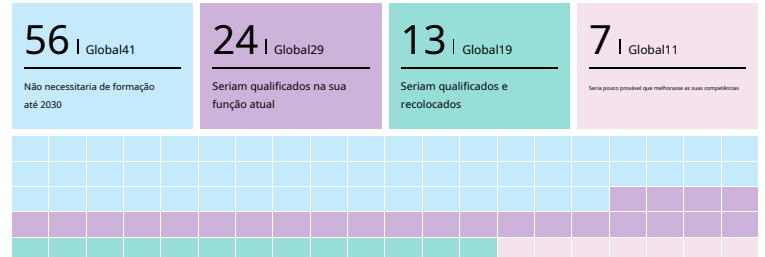 56 Global41
Não necessitaria de formação
até 2030
24 Global29
Seriam qualificados na sua
função atual
13 Global19
Seriam qualificados e
recolocados
7 Global11
Seria pouco provável que melhorasse as suas competências